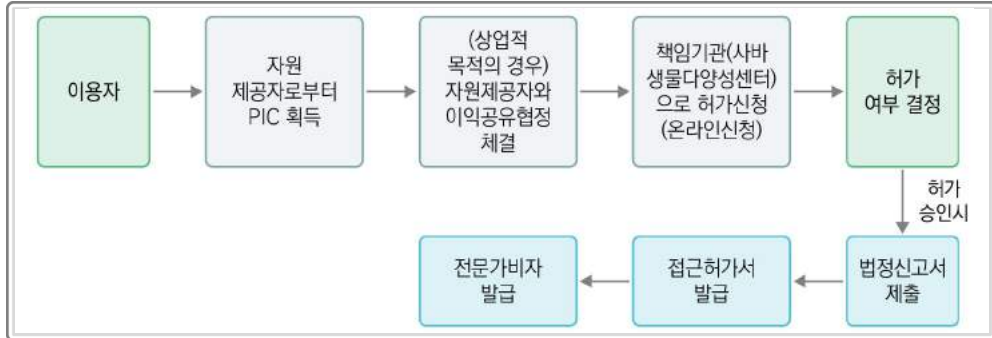 이용자
자원
제공자로부터
PIC 획득
(상업적
목적의 경우)
자원제공자와
이익공유협정
체결
책임기관(사바
생물다양성센터)
으로 허가신청
(온라인신청)
허가
여부 결정
허가
승인시
법정신고서
제출
접근허가서
발급
전문가비자
발급